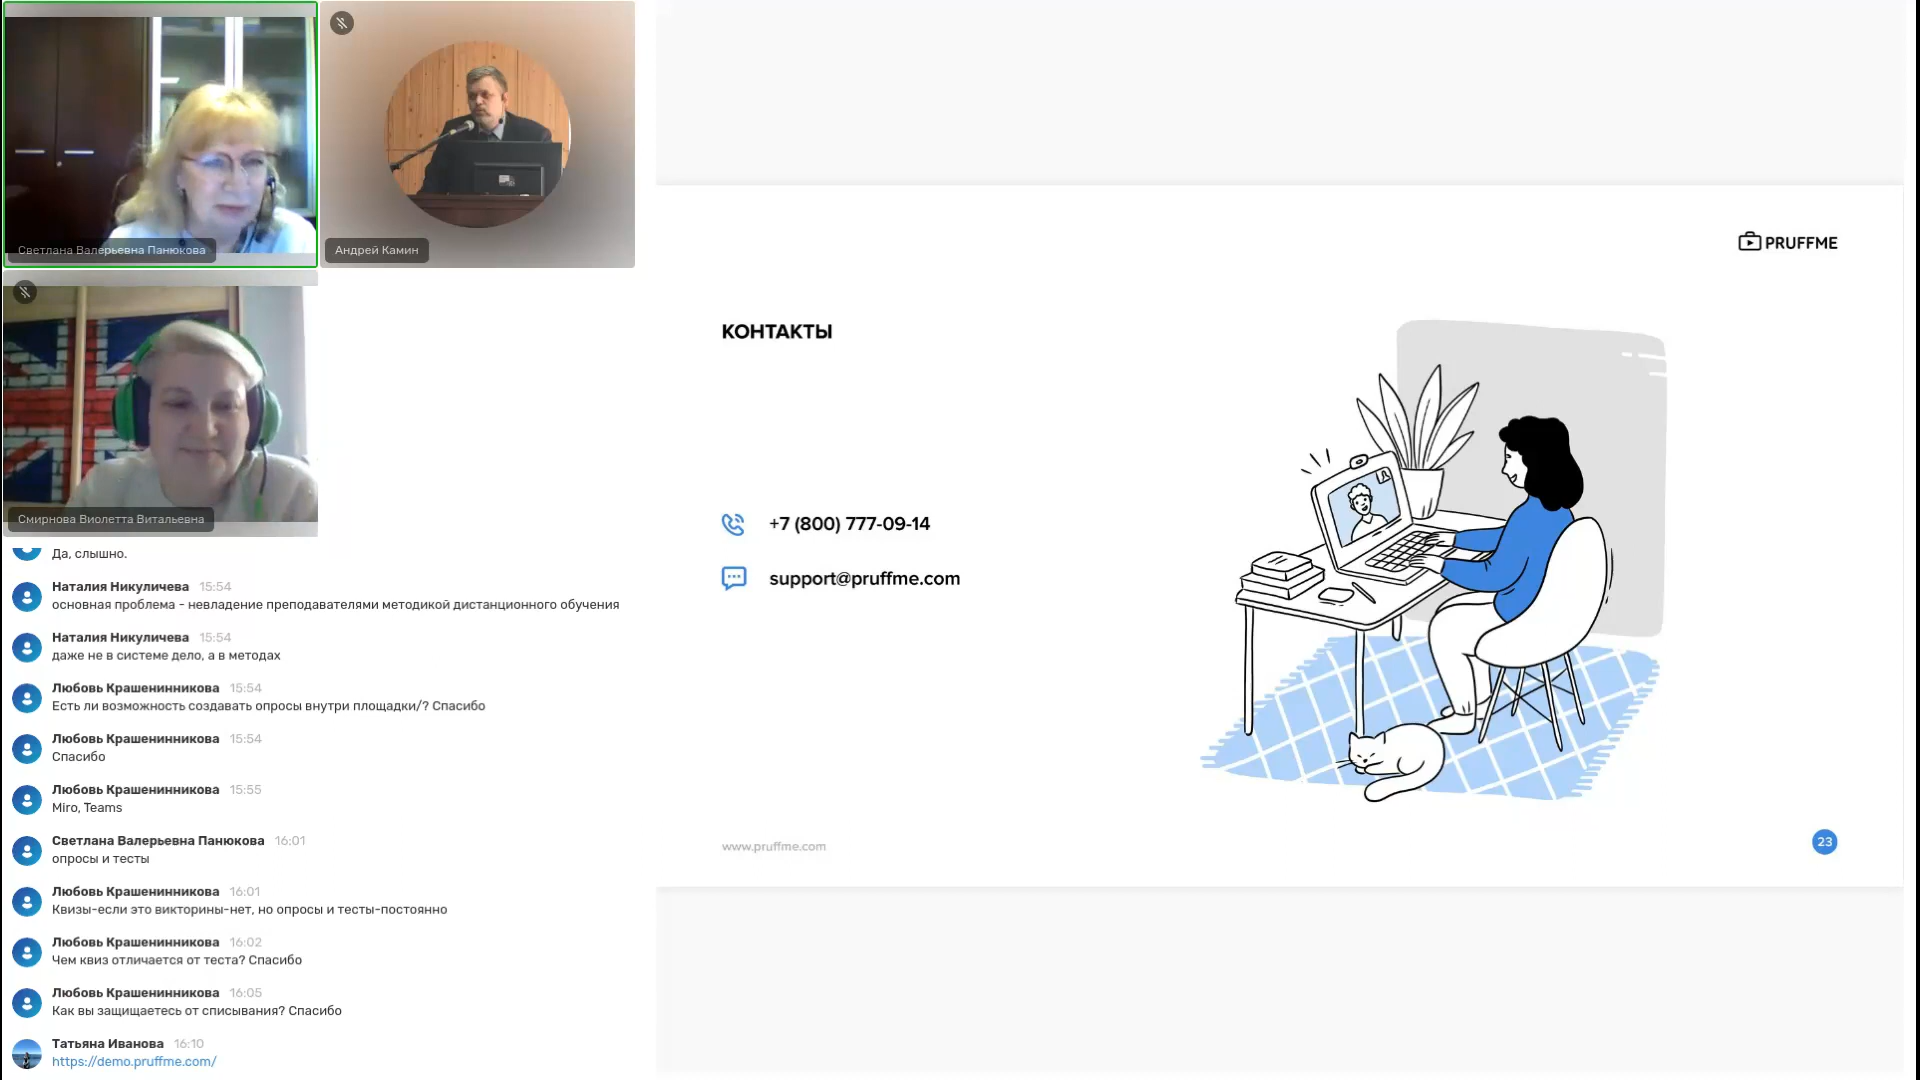 Светлана Валерьевна Панюкова
Андрей Камин
Смирнова Виолетта Витальевна
Да, слышно.
Наталия Никуличева 15:54
основная проблема - невладение преподавателями методикой дистанционного обучения
Наталия Никуличева 15:54
даже не в системе дело, а в методах
Любовь Крашенинникова 15:54
Есть ли возможность создавать опросы внутри площадки/? Спасибо
Любовь Крашенинникова 15:54
Спасибо
Любовь Крашенинникова 15:55
Miro, Teams
Светлана Валерьевна Панюкова 16:01
опросы и тесты
Любовь Крашенинникова 16:01
Квизы-если это викторины-нет, но опросы и тесты-постоянно
Любовь Крашенинникова 16:02
Чем квиз отличается от теста? Спасибо
Любовь Крашенинникова 16:05
Как вы защищаетесь от списывания? Спасибо
Татьяна Иванова 16:10
https://demo.pruffme.com/
PRUFFME
КОНТАКТЫ
+7 (800) 777-09-14
support@pruffme.com
www.pruffme.com
23